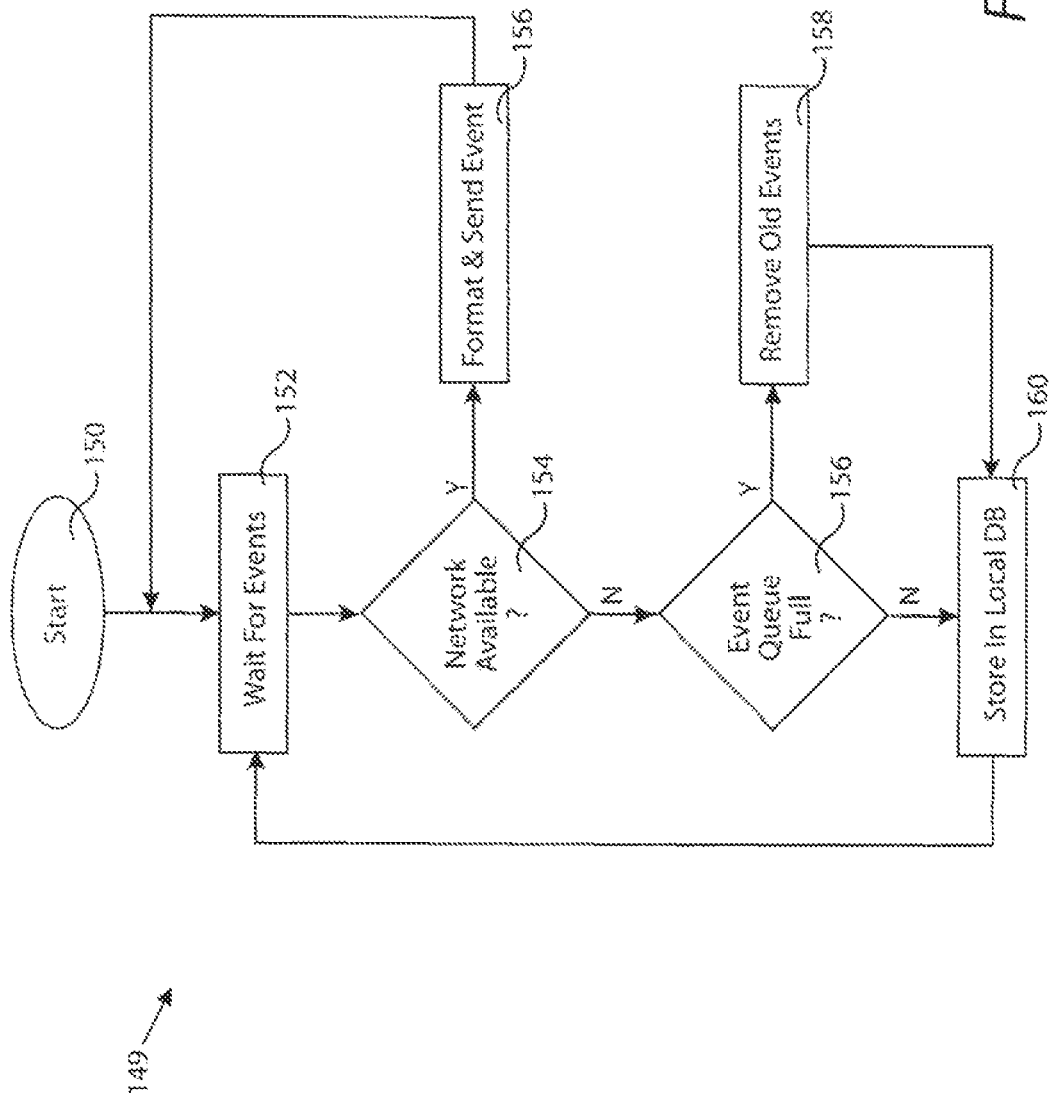 149
Start
150
Wait For Events
152
Network
Available
?
154
Y
Format & Send Event
156
N
Event
Queue
Full
?
156
Y
Remove Old Events
158
N
Store In Local DB
160
F